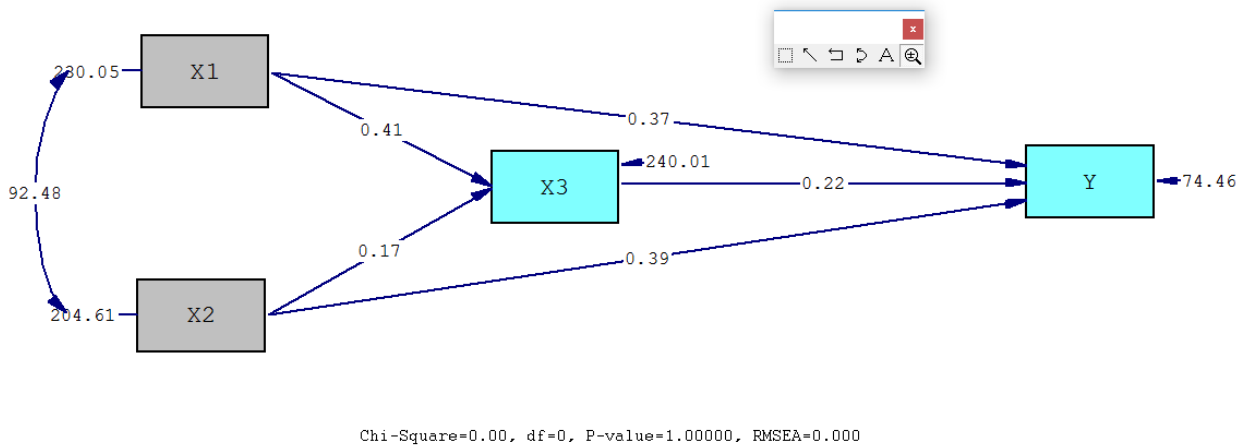 230.05
X1
0.37
0.41
240.01
X3
0.22
Y
74.46
92.48
0.17
0.39
204.61
X2
Chi-Square=0.00, df=0, P-value=1.00000, RMSEA=0.000
x
A